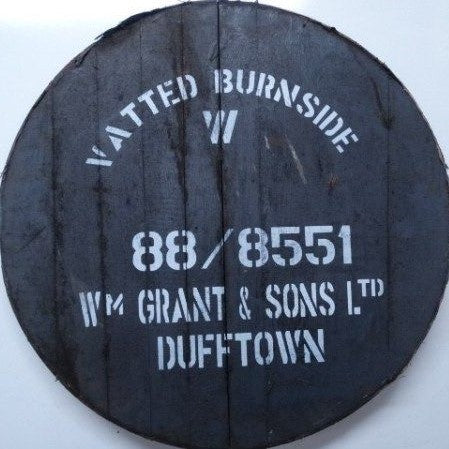 VATTED BURNSIDE
W
88/8551
WM GRANT & SONS LTD
DUFFTOWN